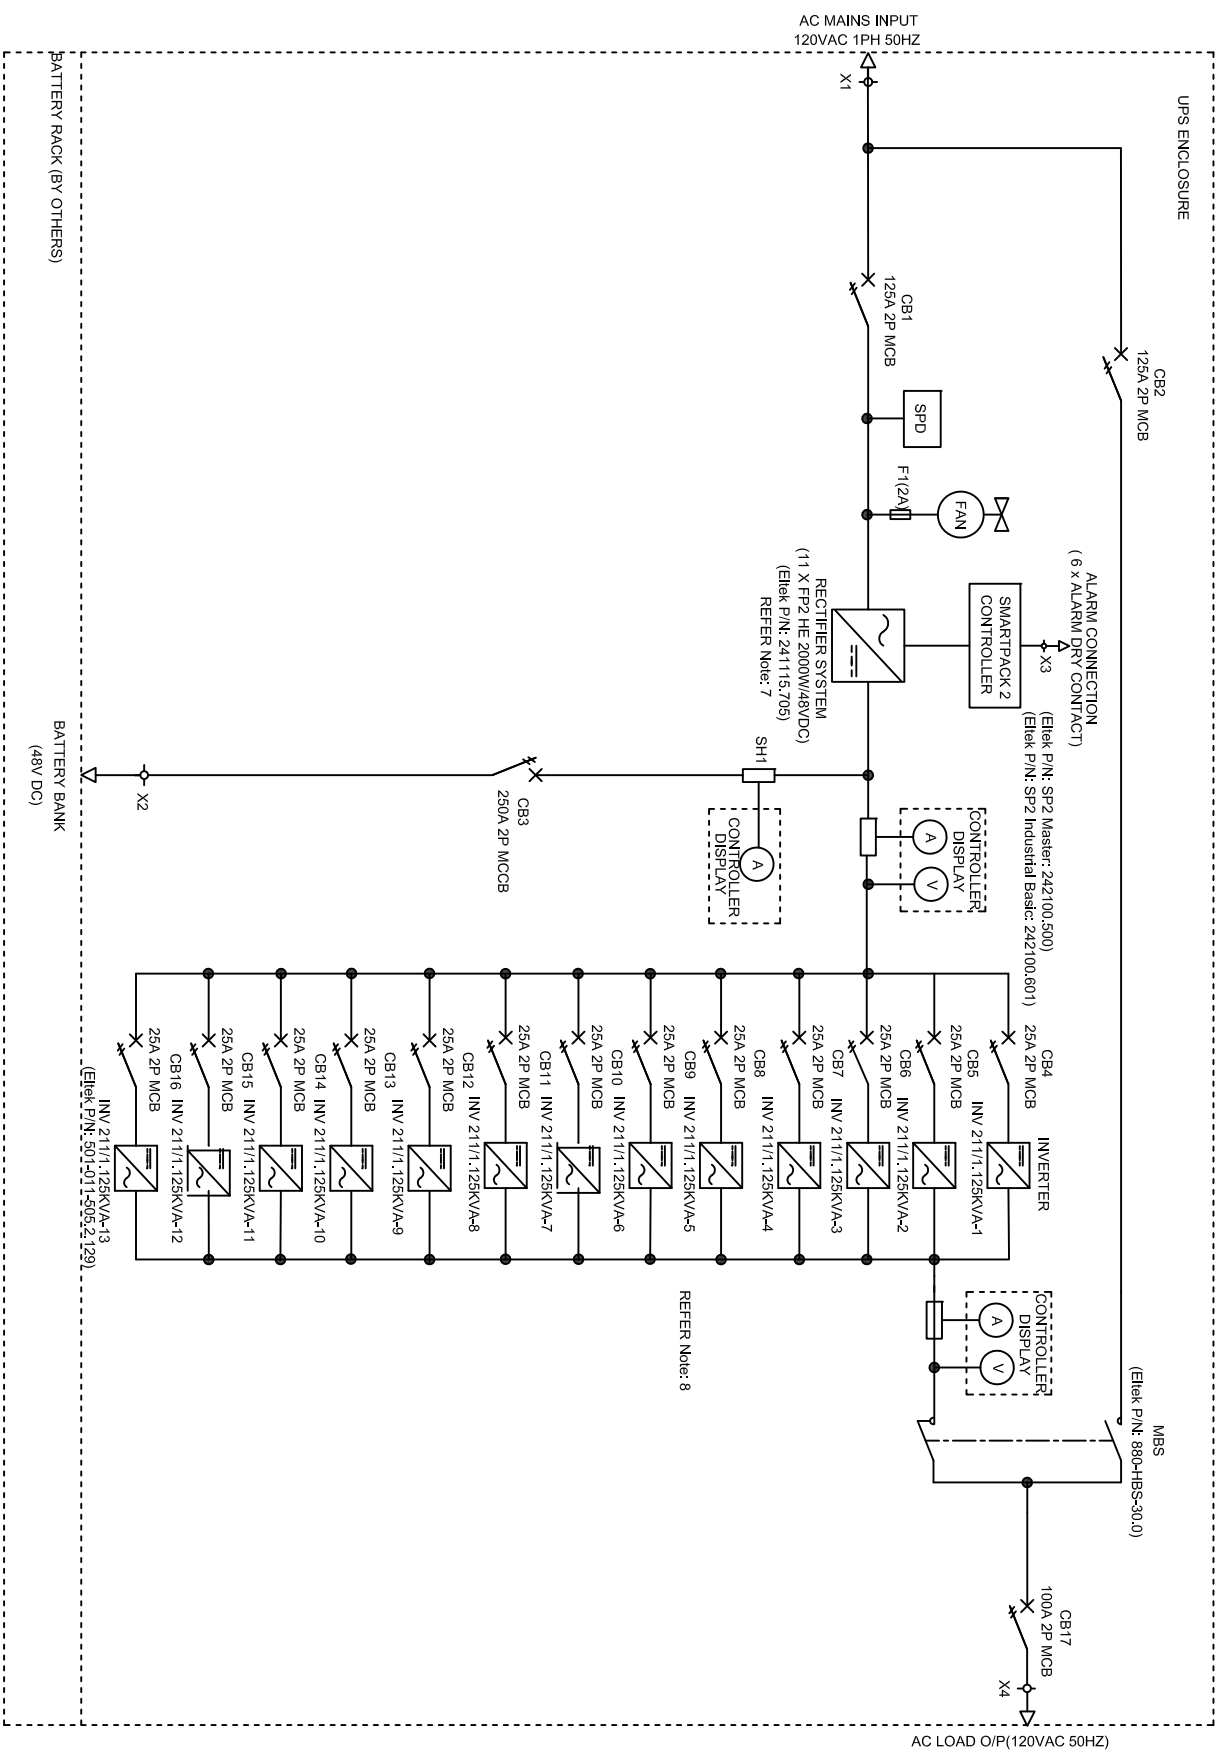 AC MAINS INPUT
120VAC 1PH 50HZ
X1
UPS ENCLOSURE
BATTERY RACK (BY OTHERS)
CB1
125A 2P MCB
CB2
125A 2P MCB
SPD
F1(2A)
FAN
ALARM CONNECTION
( 6 x ALARM DRY CONTACT)
X3
SMARTPACK 2
CONTROLLER
(Eltek P/N: SP2 Master: 242100.500)
(Eltek P/N: SP2 Industrial Basic: 242100.601)
RECTIFIER SYSTEM
(11 X FP2 HE 2000W/48VDC)
(Eltek P/N: 241115.705)
REFER Note: 7
SH1
CB3
250A 2P MCCB
X2
BATTERY BANK
(48V DC)
CONTROLLER
DISPLAY
A
CONTROLLER
DISPLAY
A
V
CB4
25A 2P MCB
INVERTER
INV 211/1.125KVA-1
CB5
25A 2P MCB
INV 211/1.125KVA-2
CB6
25A 2P MCB
INV 211/1.125KVA-3
CB7
25A 2P MCB
INV 211/1.125KVA-4
CB8
25A 2P MCB
INV 211/1.125KVA-5
CB9
25A 2P MCB
INV 211/1.125KVA-6
CB10
25A 2P MCB
INV 211/1.125KVA-7
CB11
25A 2P MCB
INV 211/1.125KVA-8
CB12
25A 2P MCB
INV 211/1.125KVA-9
CB13
25A 2P MCB
INV 211/1.125KVA-10
CB14
25A 2P MCB
INV 211/1.125KVA-11
CB15
25A 2P MCB
INV 211/1.125KVA-12
CB16
25A 2P MCB
INV 211/1.125KVA-13
(Eltek P/N: 501-011-505.2.129)
REFER Note: 8
CONTROLLER
DISPLAY
A
V
MBS
(Eltek P/N: 880-HBS-30.0)
CB17
100A 2P MCB
X4
AC LOAD O/P(120VAC 50HZ)